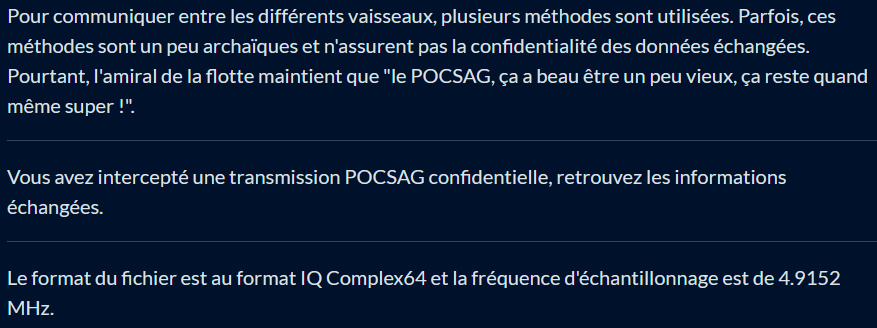 Pour communiquer entre les différents vaisseaux, plusieurs méthodes sont utilisées. Parfois, ces
méthodes sont un peu archaïques et n'assurent pas la confidentialité des données échangées.
Pourtant, l'amiral de la flotte maintient que "le POCSAG, ça a beau être un peu vieux, ça reste quand
même super !".
Vous avez intercepté une transmission POCSAG confidentielle, retrouvez les informations
échangées.
Le format du fichier est au format IQ Complex64 et la fréquence d'échantillonnage est de 4.9152
MHz.